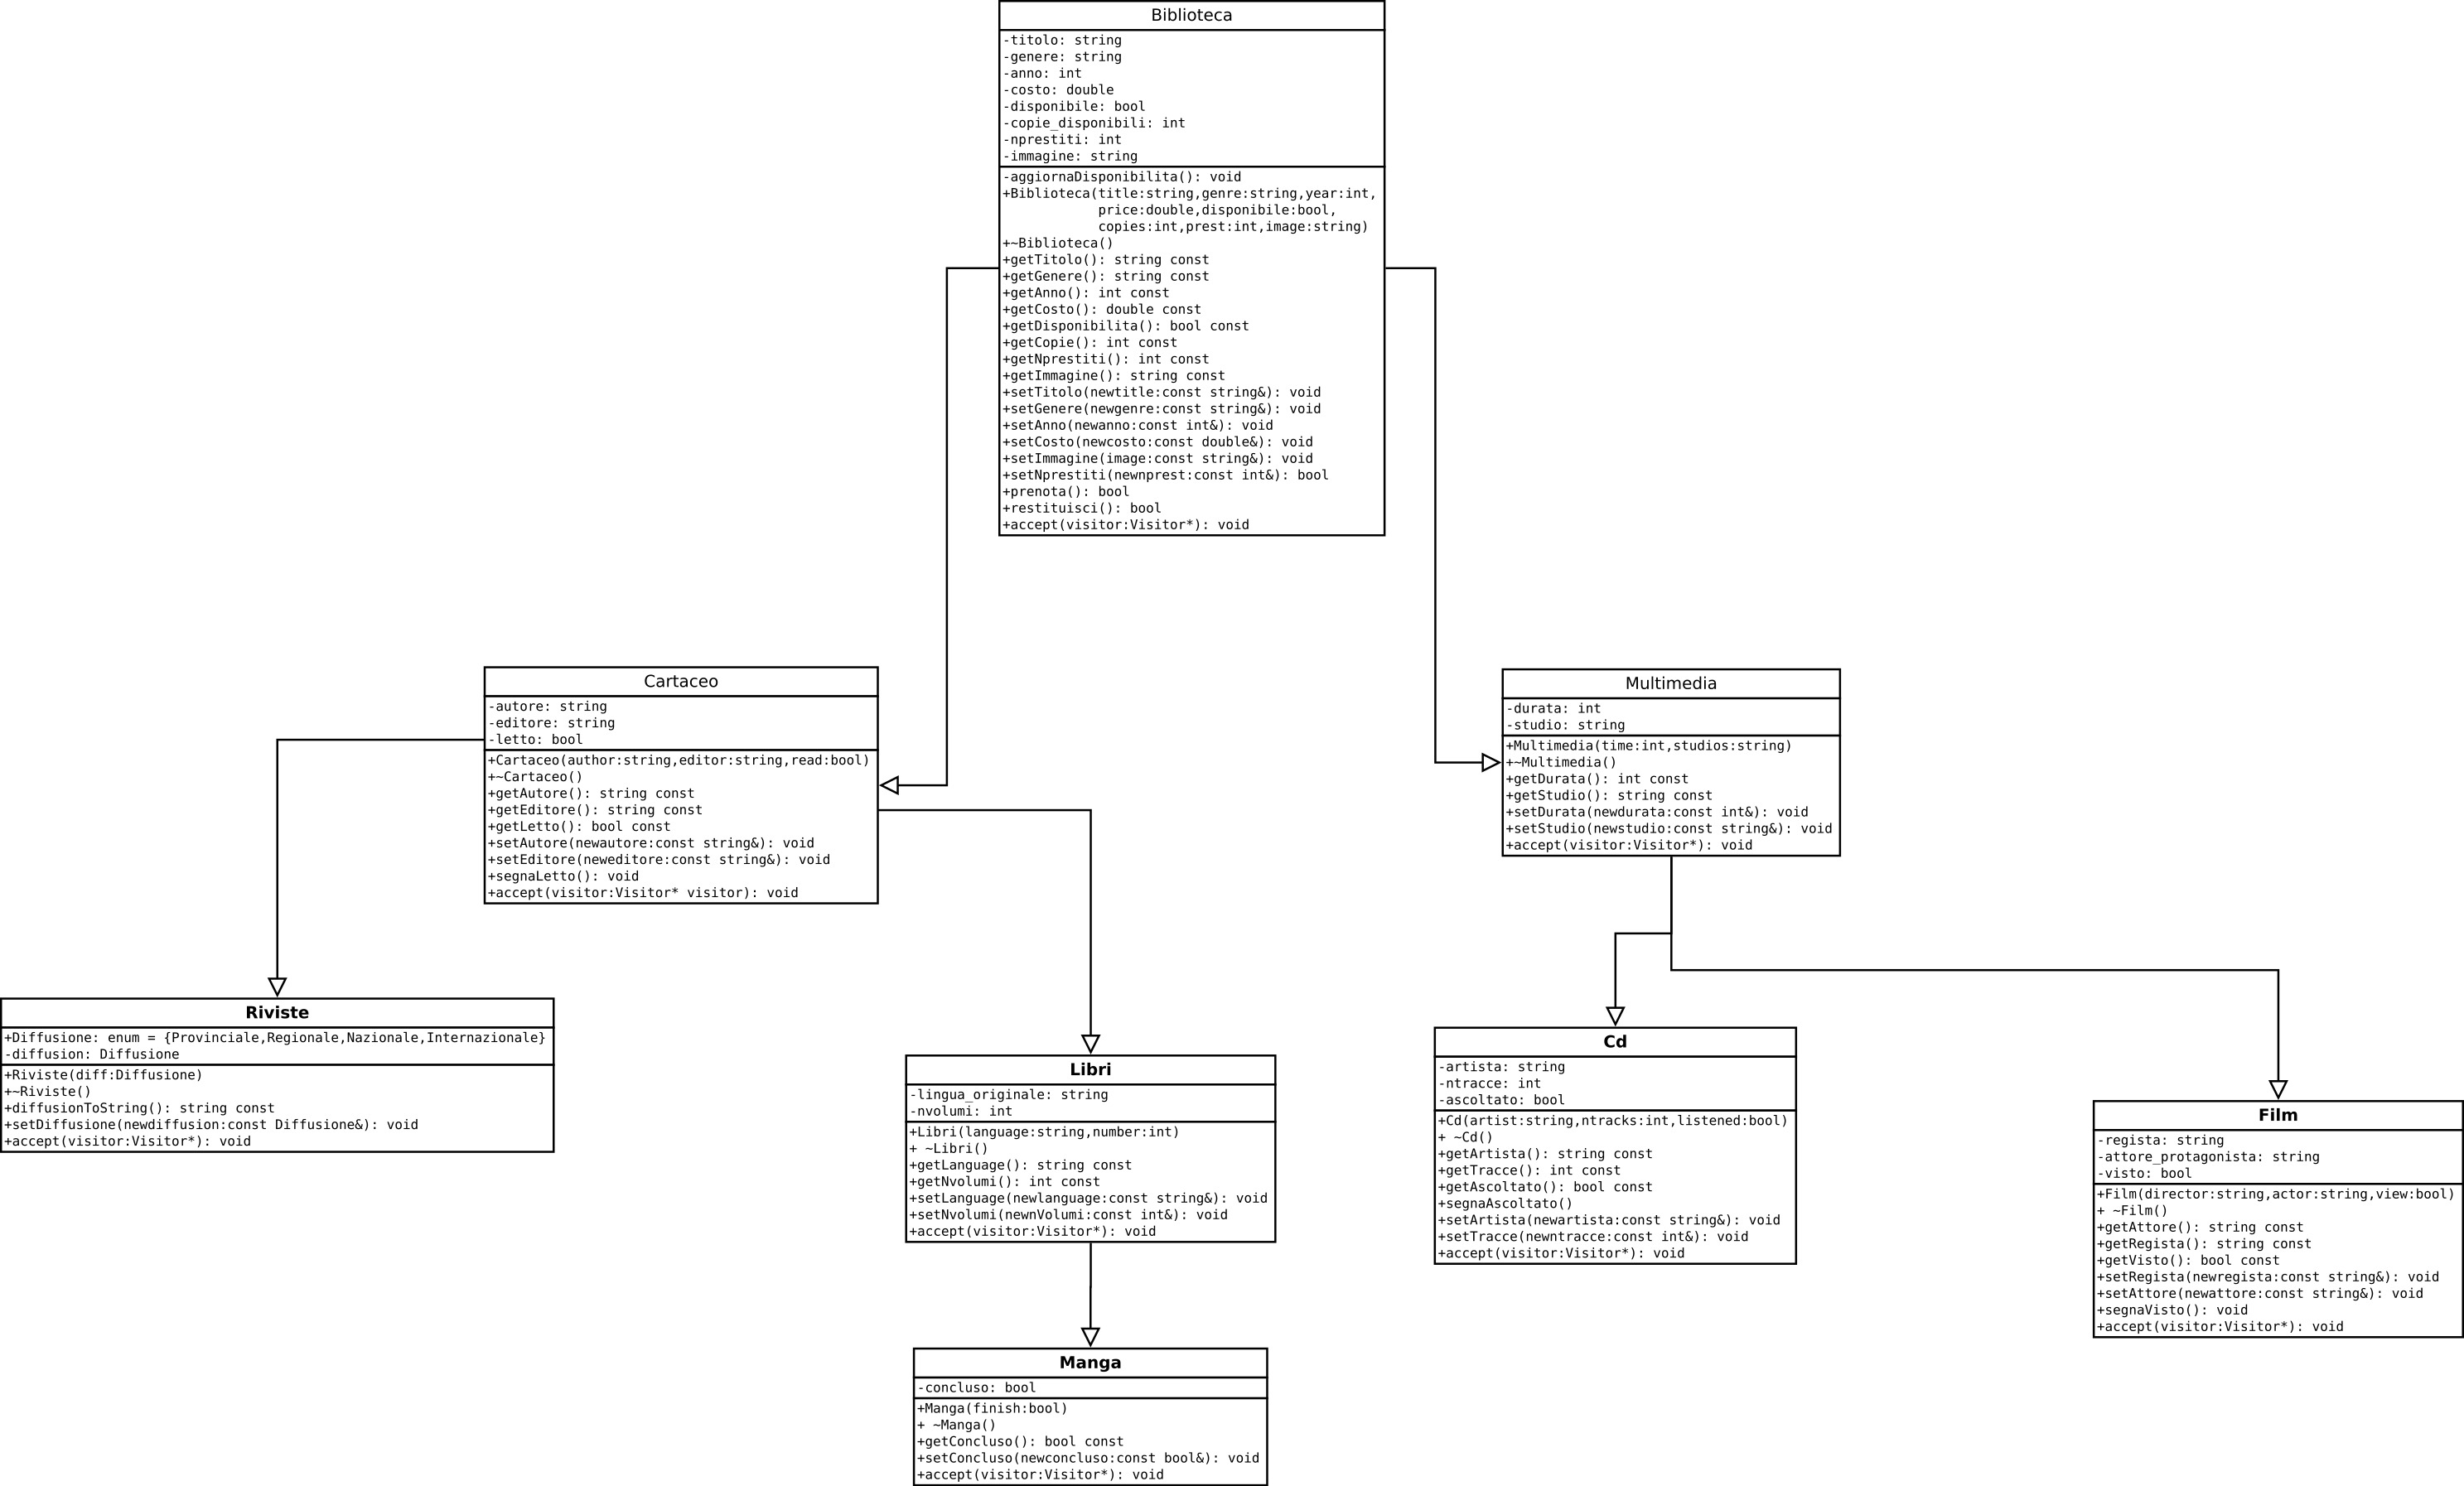 Biblioteca
-titolo: string
-genere: string
-anno: int
-costo: double
-disponibile: bool
-copie_disponibili: int
-nprestiti: int
-immagine: string
-aggiornaDisponibilita(): void
+Biblioteca(title:string,genre:string,year:int,
price:double,disponibile:bool,
copies:int,prest:int,image:string)
+~Biblioteca()
+getTitolo(): string const
+getGenere(): string const
+getAnno(): int const
+getCosto(): double const
+getDisponibilita(): bool const
+getCopie(): int const
+getNprestiti(): int const
+getImmagine(): string const
+setTitolo(newtitle:const string&): void
+setGenere(newgenre:const string&): void
+setAnno(newanno:const int&): void
+setCosto(newcosto:const double&): void
+setImmagine(image:const string&): void
+setNprestiti(newnprest:const int&): bool
+prenota(): bool
+restituisci(): bool
+accept(visitor:Visitor*): void
Cartaceo
-autore: string
-editore: string
-letto: bool
+Cartaceo(author:string,editor:string,read:bool)
+~Cartaceo()
+getAutore(): string const
+getEditore(): string const
+getLetto(): bool const
+setAutore(newautore:const string&): void
+setEditore(neweditore:const string&): void
+segnaLetto(): void
+accept(visitor:Visitor* visitor): void
Multimedia
-durata: int
-studio: string
+Multimedia(time:int,studios:string)
+~Multimedia()
+getDurata(): int const
+getStudio(): string const
+setDurata(newdurata:const int&): void
+setStudio(newstudio:const string&): void
+accept(visitor:Visitor*): void
Riviste
+Diffusione: enum = {Provinciale,Regionale,Nazionale,Internazionale}
-diffusion: Diffusione
+Riviste(diff:Diffusione)
+~Riviste()
+diffusionToString(): string const
+setDiffusione(newdiffusion:const Diffusione&): void
+accept(visitor:Visitor*): void
Libri
-lingua_originale: string
-nvolumi: int
+Libri(language:string,number:int)
+ ~Libri()
+getLanguage(): string const
+getNvolumi(): int const
+setLanguage(newlanguage:const string&): void
+setNvolumi(newnVolumi:const int&): void
+accept(visitor:Visitor*): void
Cd
-artista: string
-ntracce: int
-ascoltato: bool
+Cd(artist:string,ntracks:int,listened:bool)
+ ~Cd()
+getArtista(): string const
+getTracce(): int const
+getAscoltato(): bool const
+segnaAscoltato()
+setArtista(newartista:const string&): void
+setTracce(newntracce:const int&): void
+accept(visitor:Visitor*): void
Film
-regista: string
-attore_protagonista: string
-visto: bool
+Film(director:string,actor:string,view:bool)
+ ~Film()
+getAttore(): string const
+getRegista(): string const
+getVisto(): bool const
+setRegista(newregista:const string&): void
+setAttore(newattore:const string&): void
+segnaVisto(): void
+accept(visitor:Visitor*): void
Manga
-concluso: bool
+Manga(finish:bool)
+ ~Manga()
+getConcluso(): bool const
+setConcluso(newconcluso:const bool&): void
+accept(visitor:Visitor*): void